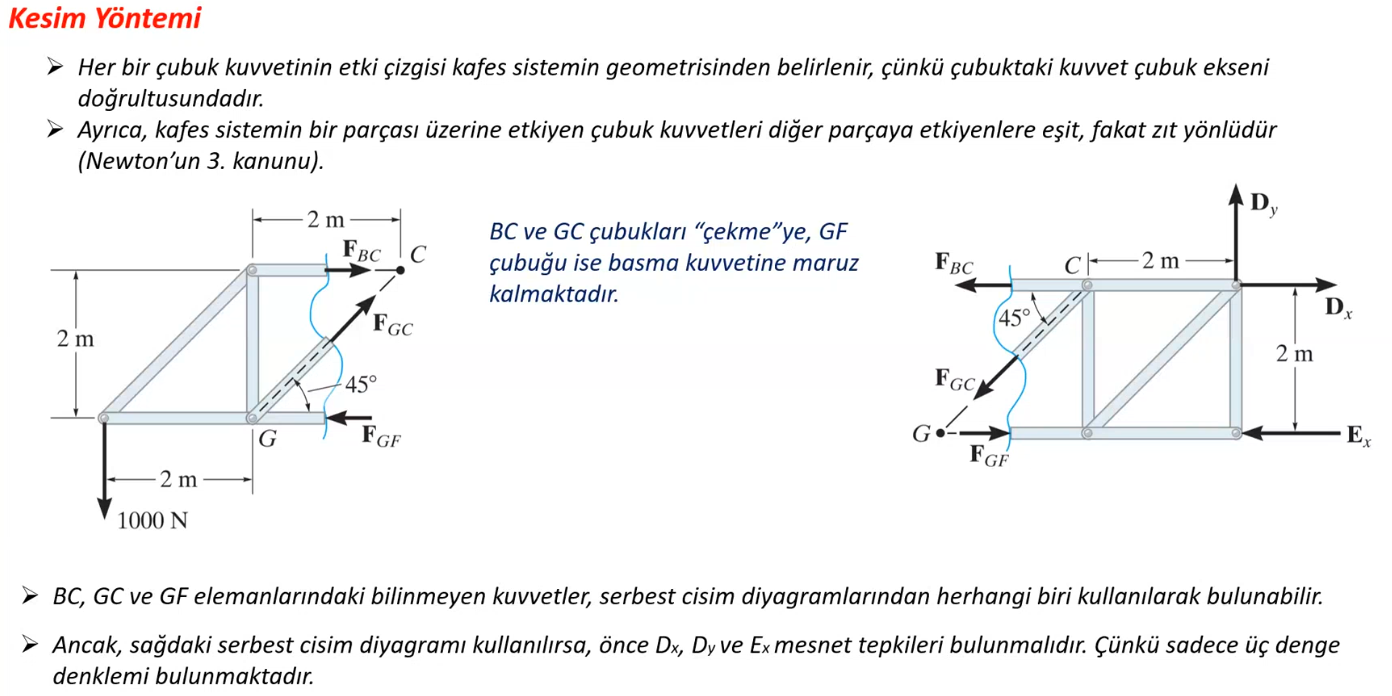 Kesim Yöntemi
➢ Her bir çubuk kuvvetinin etki çizgisi kafes sistemin geometrisinden belirlenir, çünkü çubuktaki kuvvet çubuk ekseni
doğrultusundadır.
➢ Ayrıca, kafes sistemin bir parçası üzerine etkiyen çubuk kuvvetleri diğer parçaya etkiyenlere eşit, fakat zıt yönlüdür
(Newton’un 3. kanunu).
2 m
F_BC
C
2 m
F_GC
45°
G
F_GF
2 m
1000 N
BC ve GC çubukları “çekme”ye, GF
çubuğu ise basma kuvvetine maruz
kalmaktadır.
D_y
F_BC
C
2 m
D_x
45°
2 m
F_GC
G
E_x
F_GF
➢ BC, GC ve GF elemanlarındaki bilinmeyen kuvvetler, serbest cisim diyagramlarından herhangi biri kullanılarak bulunabilir.
➢ Ancak, sağdaki serbest cisim diyagramı kullanılırsa, önce Dx, Dy ve Ex mesnet tepkileri bulunmalıdır. Çünkü sadece üç denge
denklemi bulunmaktadır.